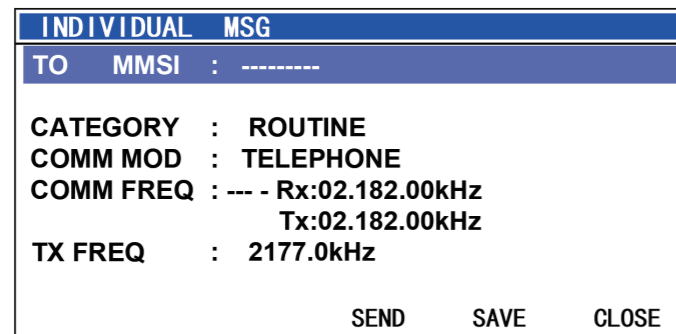 INDIVIDUAL MSG
TO MMSI : ---------
CATEGORY : ROUTINE
COMM MOD : TELEPHONE
COMM FREQ : --- - Rx:02.182.00kHz
Tx:02.182.00kHz
TX FREQ : 2177.0kHz
SEND SAVE CLOSE